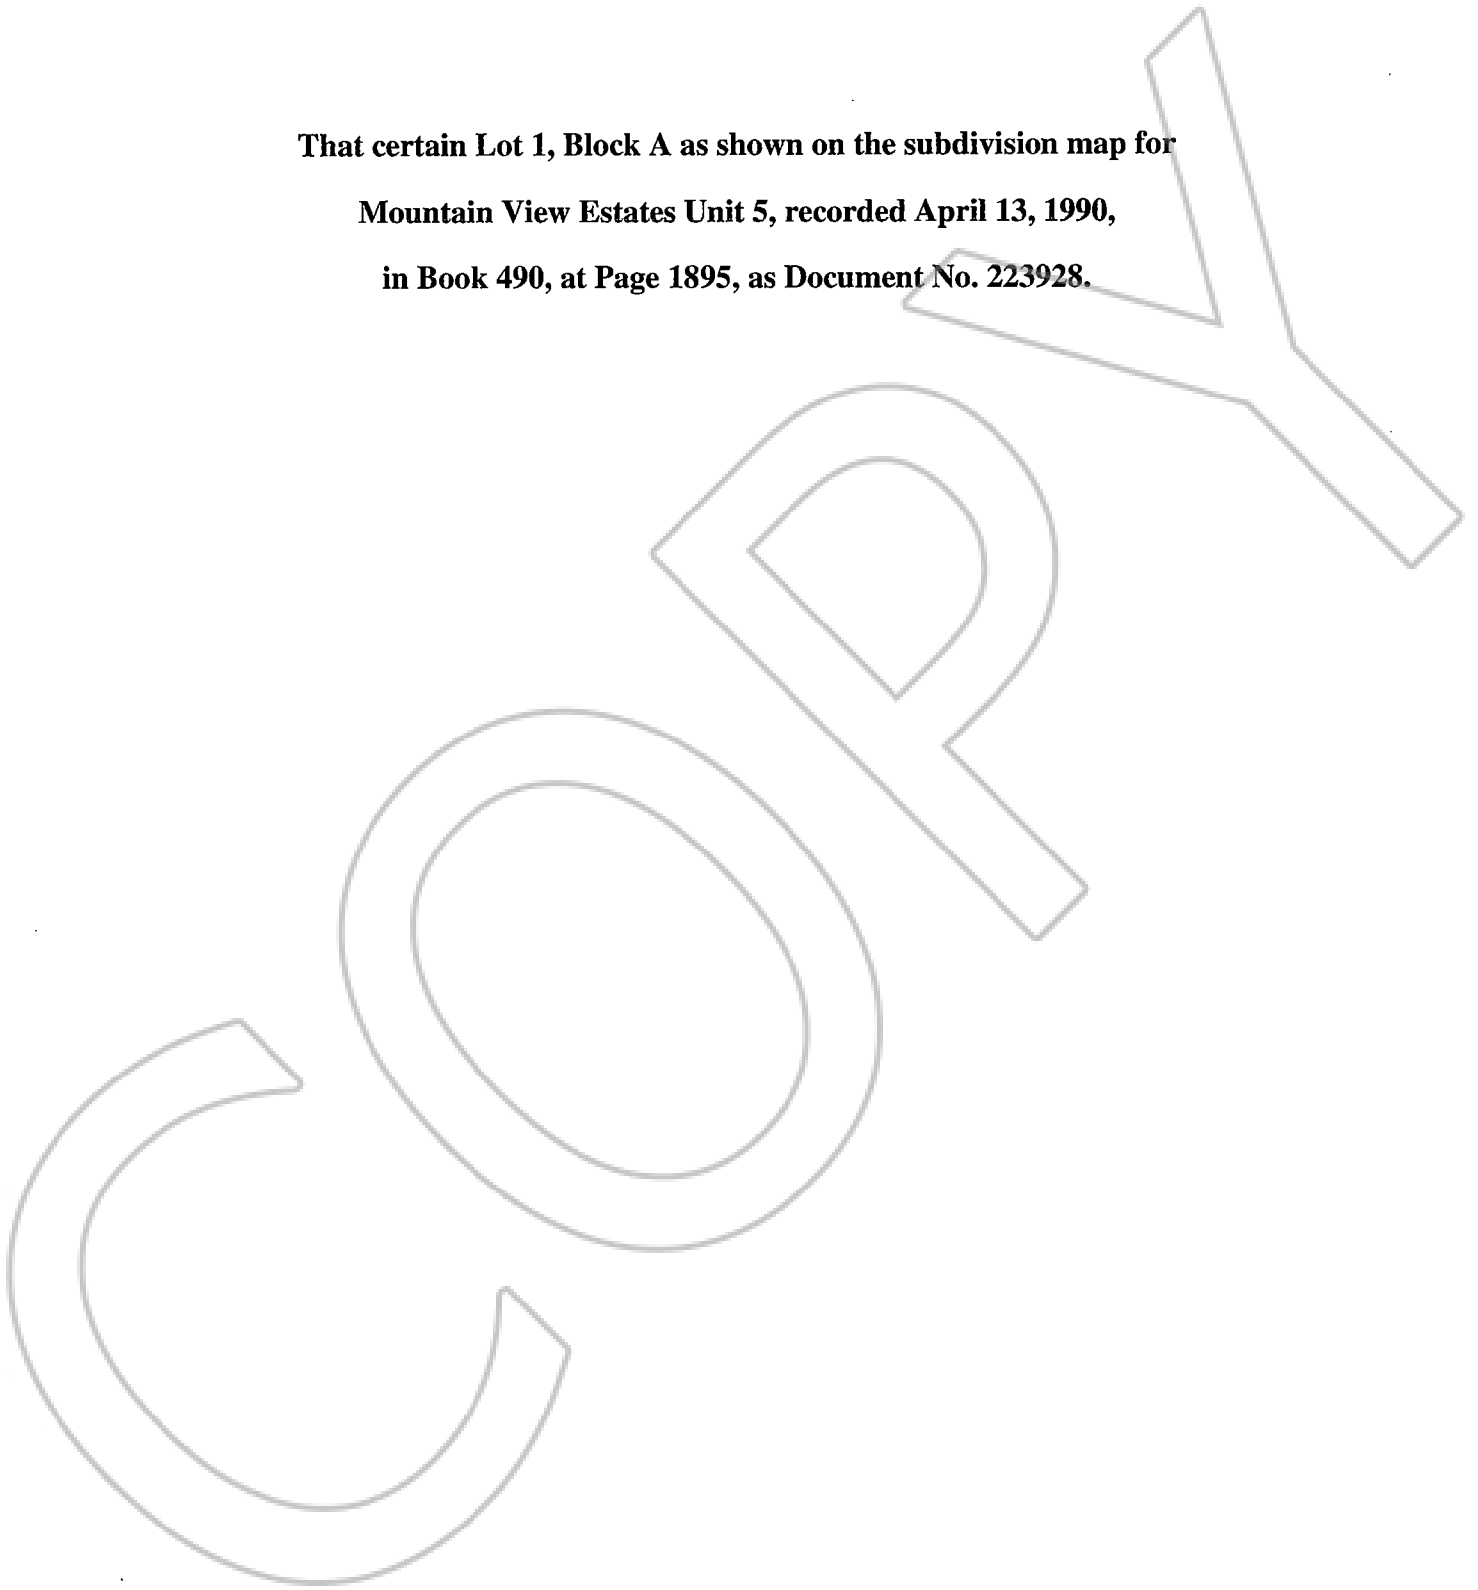 That certain Lot 1, Block A as shown on the subdivision map for
Mountain View Estates Unit 5, recorded April 13, 1990,
in Book 490, at Page 1895, as Document No. 223928.
COPY